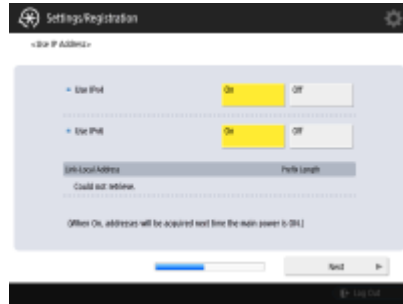 Settings/Registration
<Use IP Address>
Use IPv4 On Off
Use IPv6 On Off
Link-Local Address Prefix Length
Could not retrieve.
(When On, addresses will be acquired next time the main power is ON.)
Next
Log Out